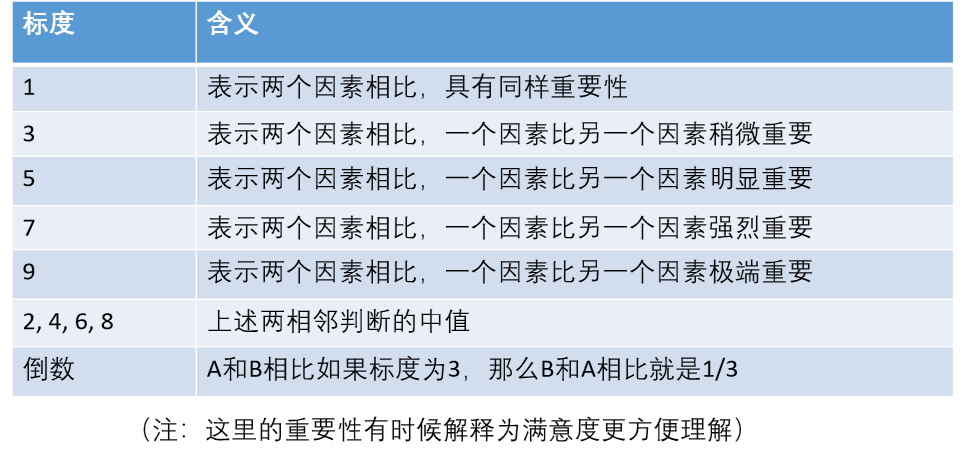 标度 含义
1 表示两个因素相比，具有同样重要性
3 表示两个因素相比，一个因素比另一个因素稍微重要
5 表示两个因素相比，一个因素比另一个因素明显重要
7 表示两个因素相比，一个因素比另一个因素强烈重要
9 表示两个因素相比，一个因素比另一个因素极端重要
2, 4, 6, 8 上述两相邻判断的中值
倒数 A和B相比如果标度为3，那么B和A相比就是1/3
（注：这里的重要性有时候解释为满意度更方便理解）